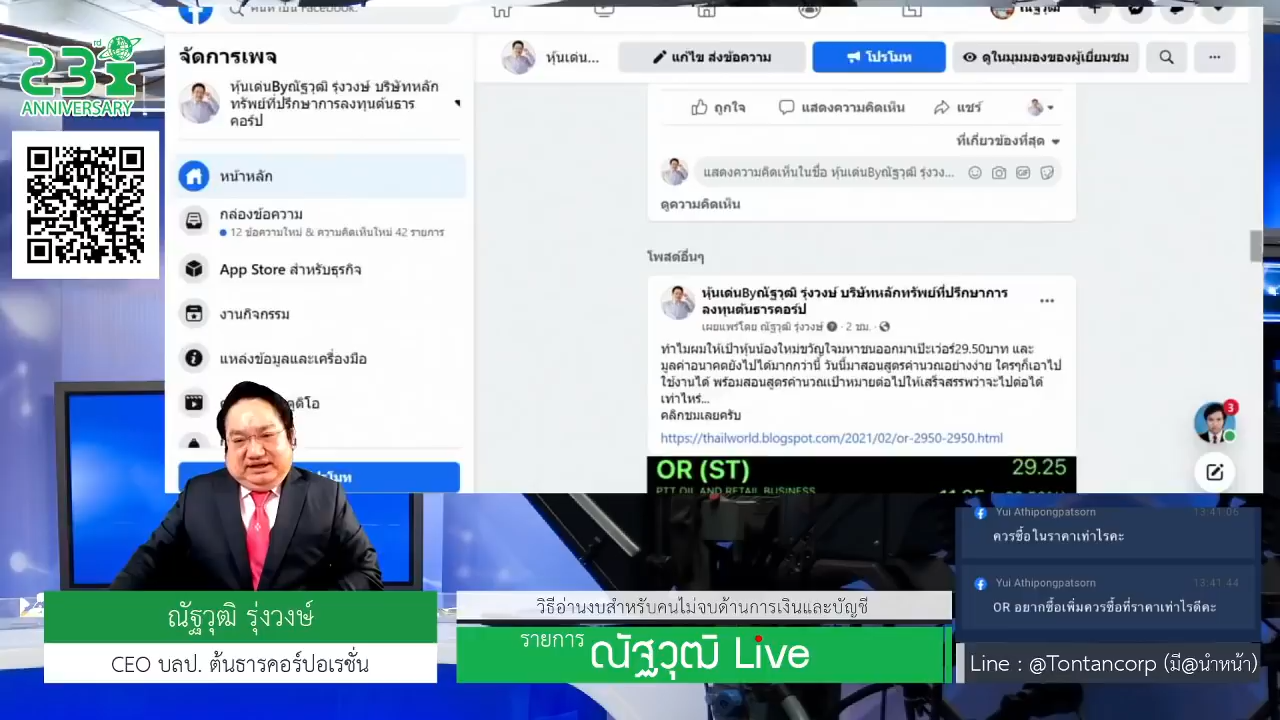 23rd
ANNIVERSARY
ค้นหาบน Facebook
ณัฐวุฒิ
จัดการเพจ
หุ้นเด่นByณัฐวุฒิ รุ่งวงษ์ บริษัทหลัก
ทรัพย์ที่ปรึกษาการลงทุนต้นธาร
คอร์ป
หน้าหลัก
กล่องข้อความ
12 ข้อความใหม่ & ความคิดเห็นใหม่ 42 รายการ
App Store สำหรับธุรกิจ
งานกิจกรรม
แหล่งข้อมูลและเครื่องมือ
โปรโมท
หุ้นเด่น...
แก้ไข ส่งข้อความ
โปรโมท
ดูในมุมมองของผู้เยี่ยมชม
ถูกใจ
แสดงความคิดเห็น
แชร์
ที่เกี่ยวข้องที่สุด
แสดงความคิดเห็นในชื่อ หุ้นเด่นByณัฐวุฒิ รุ่งวง...
ดูความคิดเห็น
โพสต์อื่นๆ
หุ้นเด่นByณัฐวุฒิ รุ่งวงษ์ บริษัทหลักทรัพย์ที่ปรึกษาการ
ลงทุนต้นธารคอร์ป
เผยแพร่โดย ณัฐวุฒิ รุ่งวงษ์ · 2 ชม. ·
ทำไมผมให้เป้าหุ้นน้องใหม่ขวัญใจมหาชนออกมาเป๊ะเว่อร์29.50บาท และ
มูลค่าอนาคตยังไปได้มากกว่านี้ วันนี้มาสอนสูตรคำนวณอย่างง่าย ใครๆก็เอาไป
ใช้งานได้ พร้อมสอนสูตรคำนวณเป้าหมายต่อไปให้เสร็จสรรพว่าจะไปต่อได้
เท่าไหร่...
คลิกชมเลยครับ
https://thailworld.blogspot.com/2021/02/or-2950-2950.html
OR (ST)
29.25
PTT OIL AND RETAIL BUSINESS
3
Yui Athipongpatsorn
13:41:06
ควรซื้อในราคาเท่าไรคะ
Yui Athipongpatsorn
13:41:44
OR อยากซื้อเพิ่มควรซื้อที่ราคาเท่าไรดีคะ
ณัฐวุฒิ รุ่งวงษ์
CEO บลป. ต้นธารคอร์ปอเรชั่น
วิธีอ่านงบสำหรับคนไม่จบด้านการเงินและบัญชี
รายการ ณัฐวุฒิ Live
Line : @Tontancorp (มี@นำหน้า)